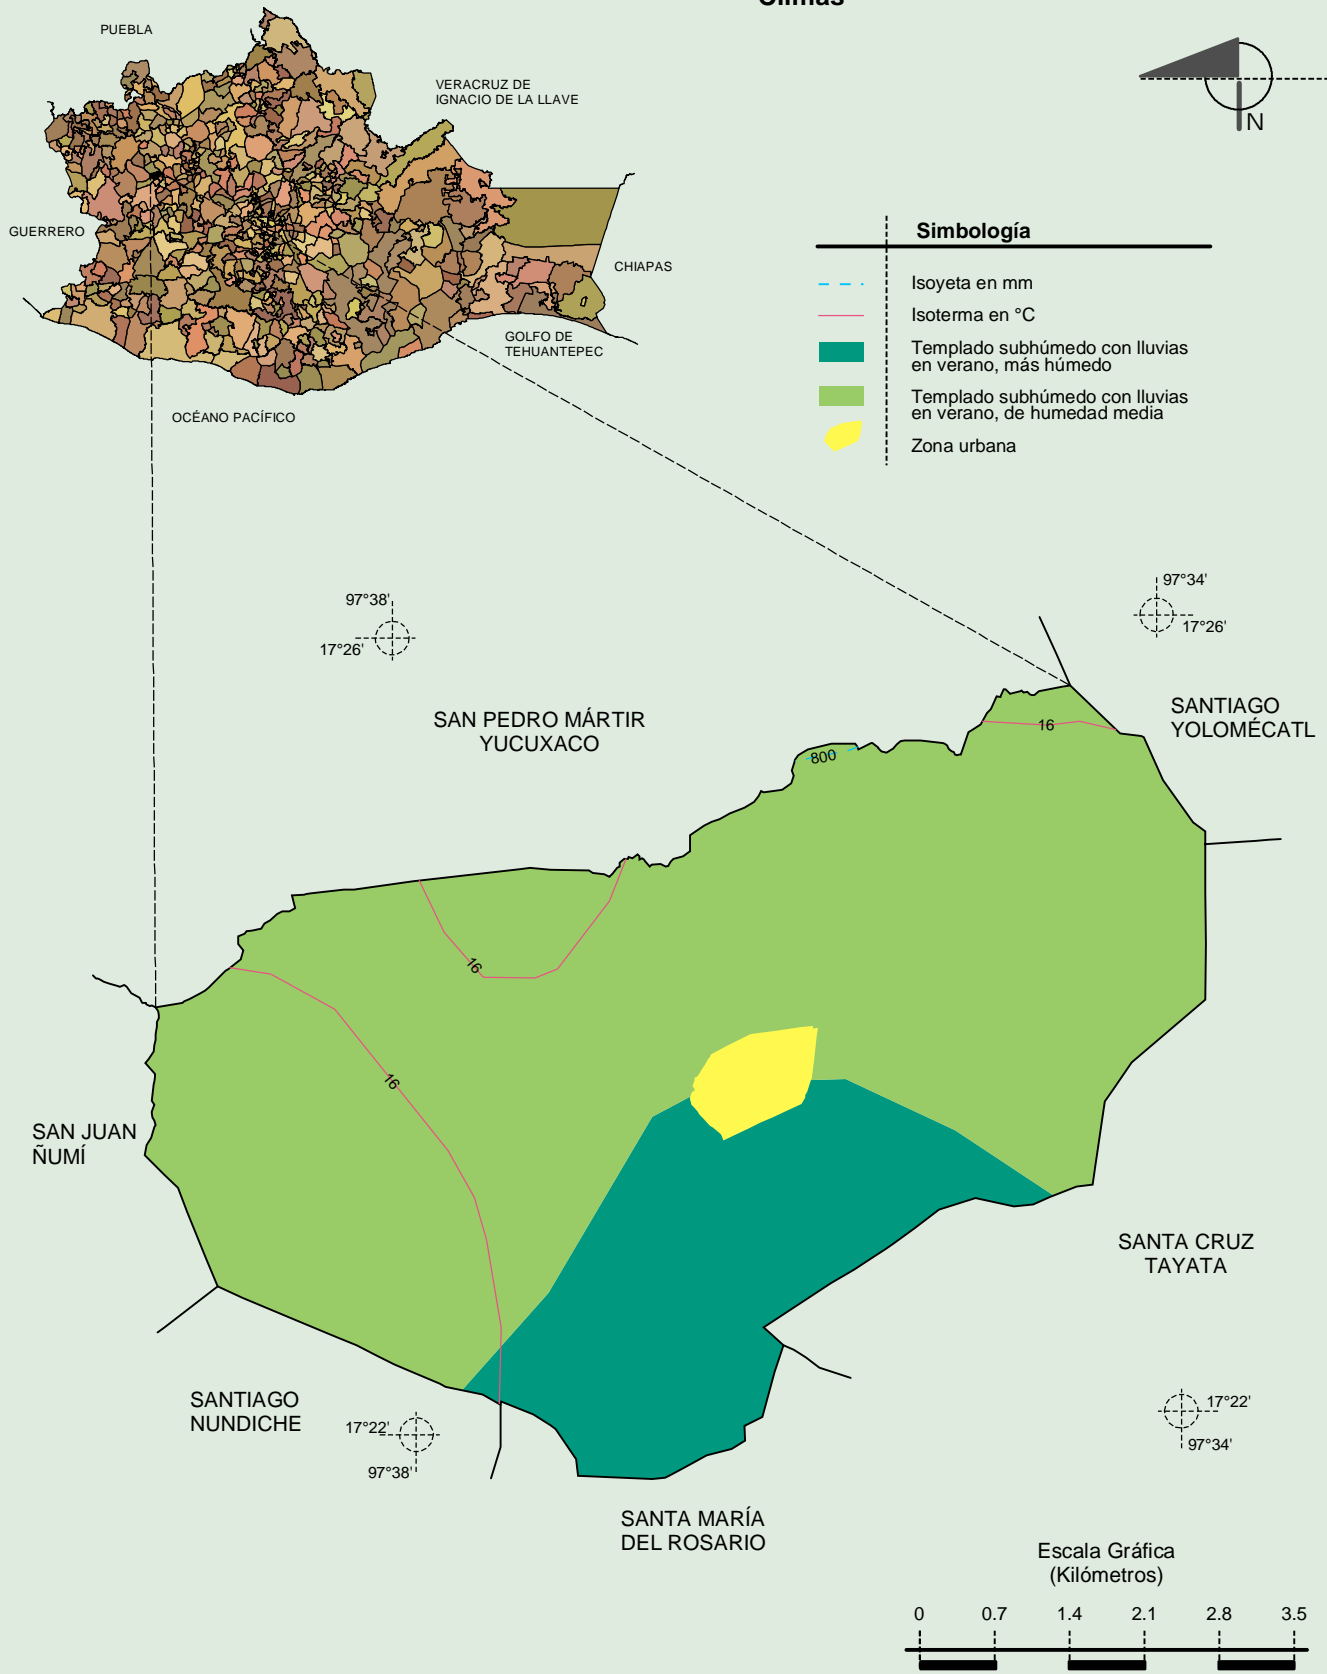 Climas
PUEBLA
VERACRUZ DE
IGNACIO DE LA LLAVE
N
GUERRERO
CHIAPAS
GOLFO DE
TEHUANTEPEC
OCÉANO PACÍFICO
Simbología
Isoyeta en mm
Isoterma en °C
Templado subhúmedo con lluvias
en verano, más húmedo
Templado subhúmedo con lluvias
en verano, de humedad media
Zona urbana
97°38'
17°26'
97°34'
17°26'
SAN PEDRO MÁRTIR
YUCUXACO
SANTIAGO
YOLOMÉCATL
16
800
16
16
SAN JUAN
ÑUMÍ
SANTA CRUZ
TAYATA
SANTIAGO
NUNDICHE
17°22'
97°38'
17°22'
97°34'
SANTA MARÍA
DEL ROSARIO
Escala Gráfica
(Kilómetros)
0 0.7 1.4 2.1 2.8 3.5